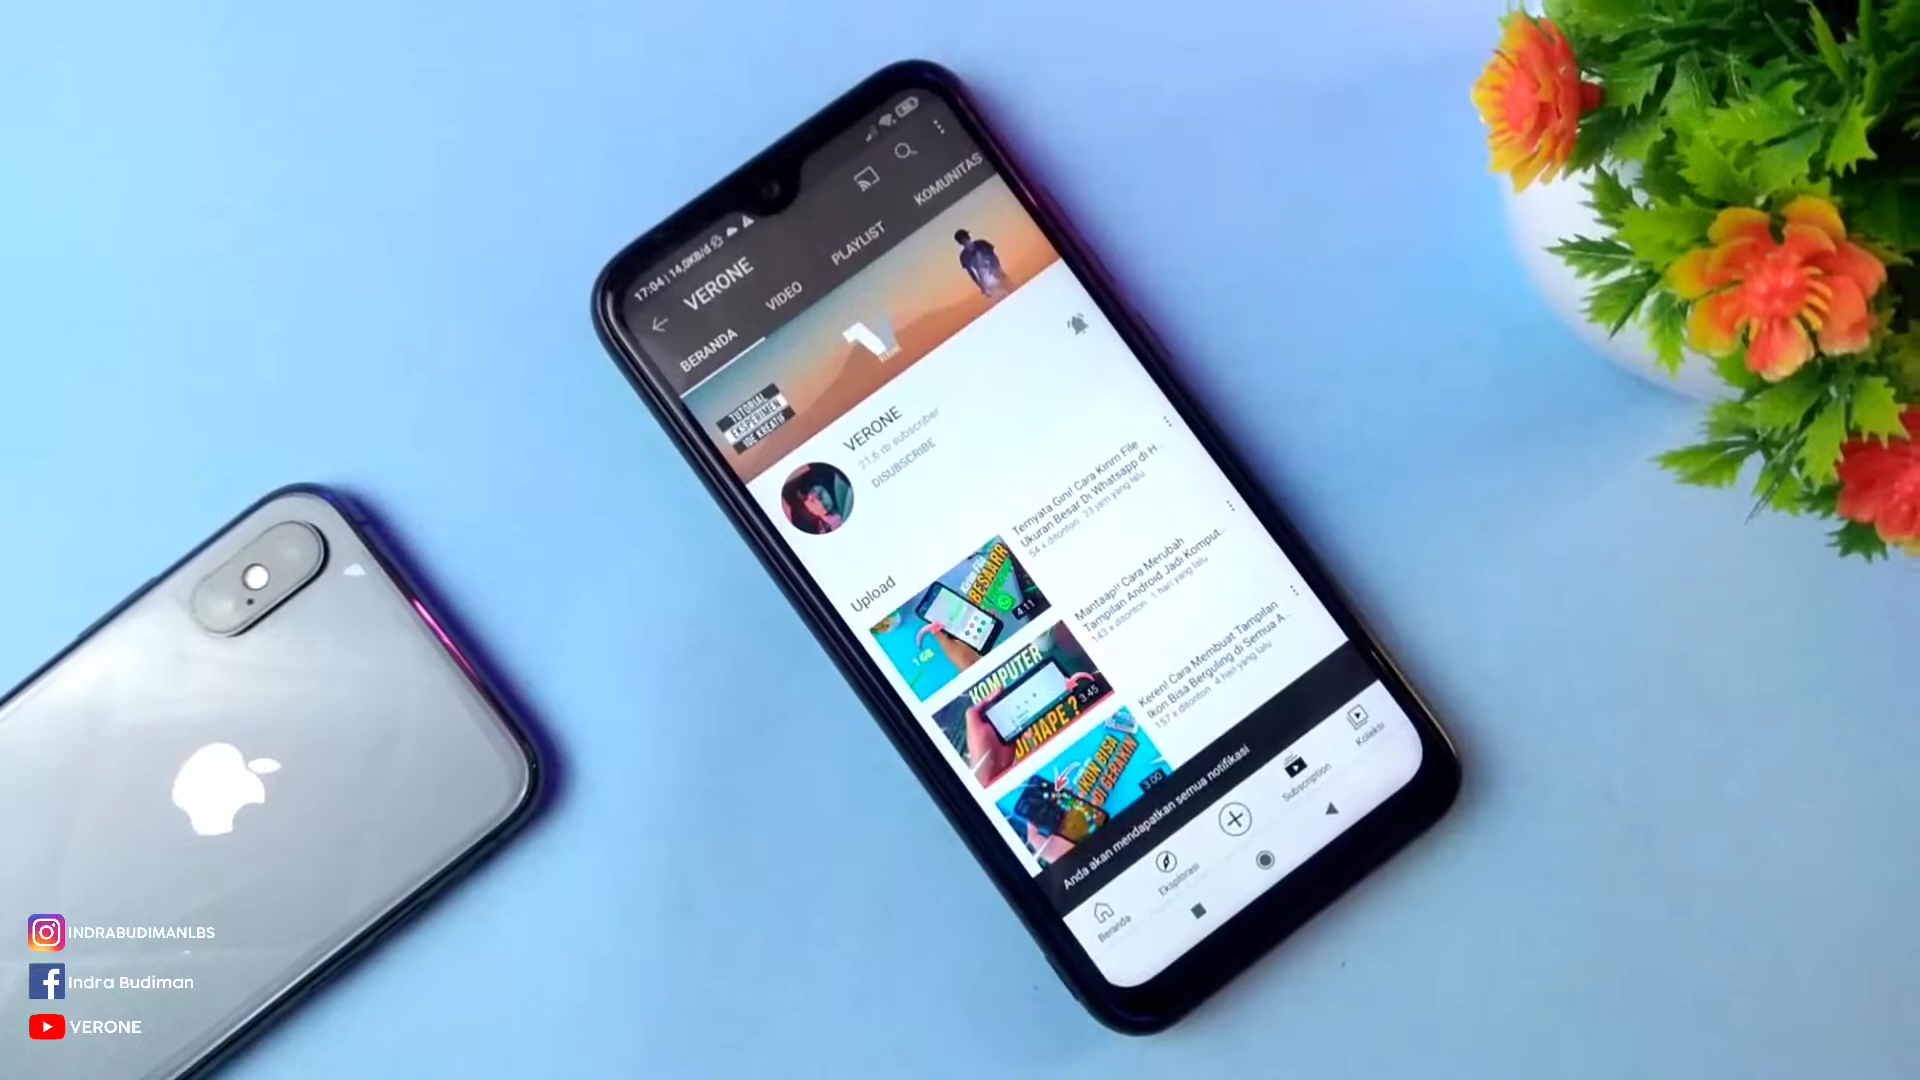 17:04 | 14,0KB/d
VERONE
BERANDA
VIDEO
PLAYLIST
KOMUNITAS
TUTORIAL
EKSPERIMEN
IDE KREATIF
VERONE
21,6 rb subscriber
DISUBSCRIBE
Upload
BESAARR
1 GB
4:11
Ternyata Gini! Cara Kirim File
Ukuran Besar Di Whatsapp di H...
54 x ditonton 23 jam yang lalu
KOMPUTER
DI HAPE ?
3:45
Mantaap!! Cara Merubah
Tampilan Android Jadi Komput...
143 x ditonton 1 hari yang lalu
IKON BISA
DI GERAKIN
3:00
Keren! Cara Membuat Tampilan
Ikon Bisa Berguling di Semua A...
157 x ditonton 4 hari yang lalu
Anda akan mendapatkan semua notifikasi
Beranda
Eksplorasi
Subscription
Koleksi
INDRABUDIMANLBS
Indra Budiman
VERONE